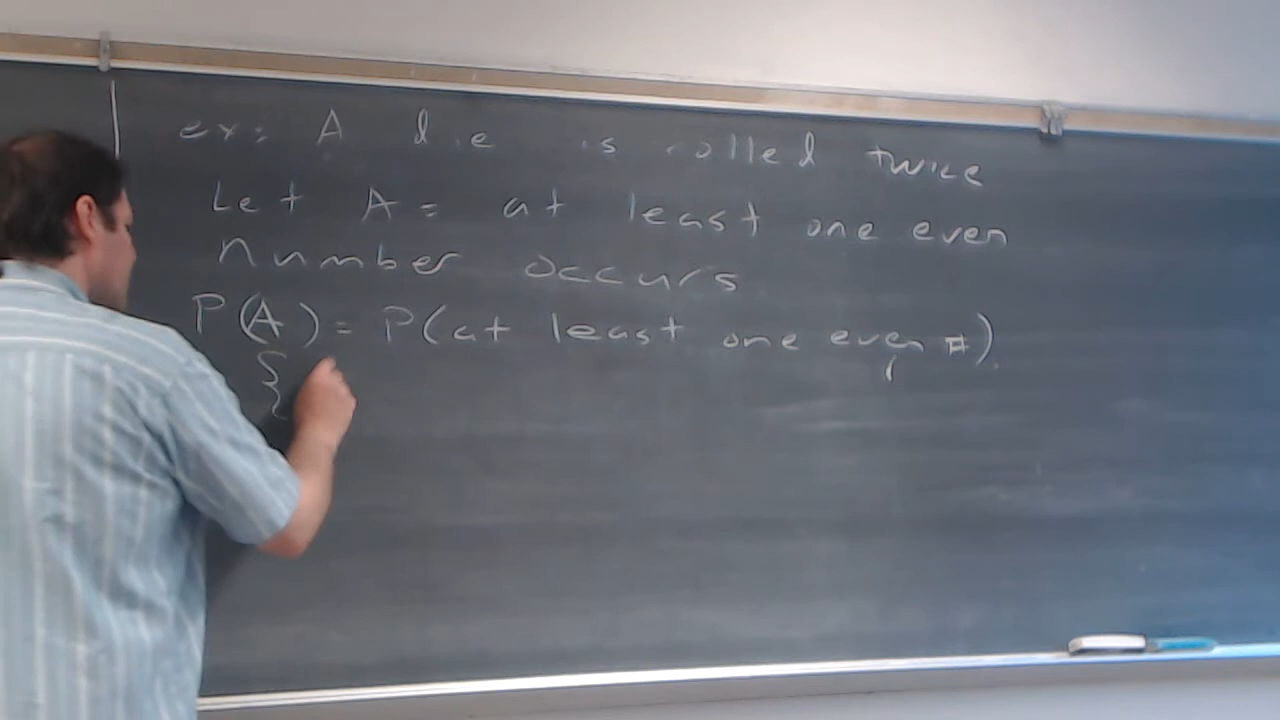 ex: A die is rolled twice
Let A = at least one even
number occurs
P(A) = P(at least one even #)
{